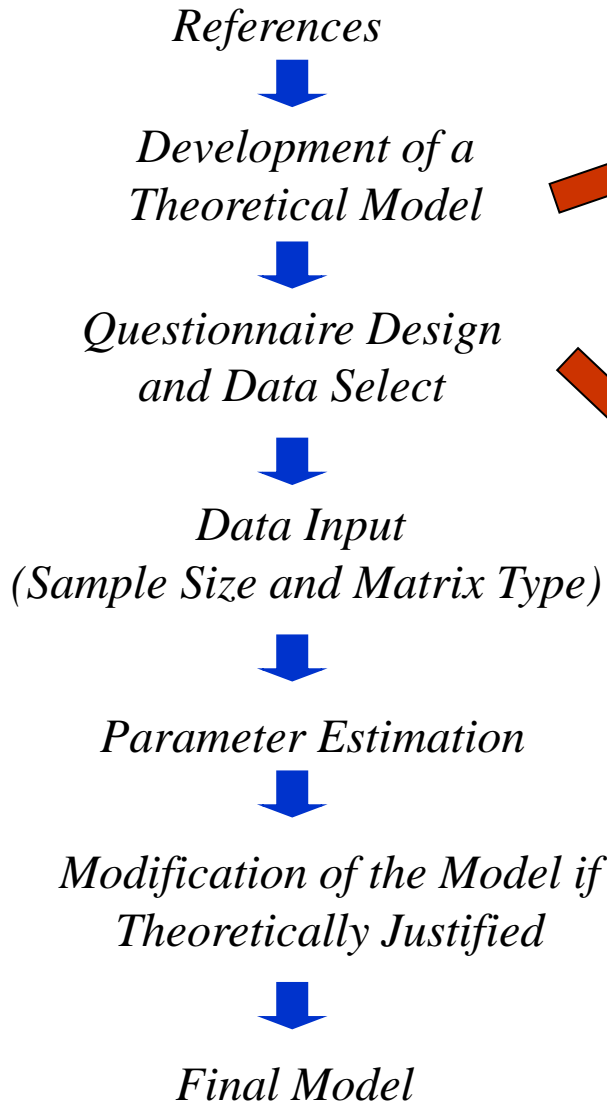 References
Development of a
Theoretical Model
Questionnaire Design
and Data Select
Data Input
(Sample Size and Matrix Type)
Parameter Estimation
Modification of the Model if
Theoretically Justified
Final Model